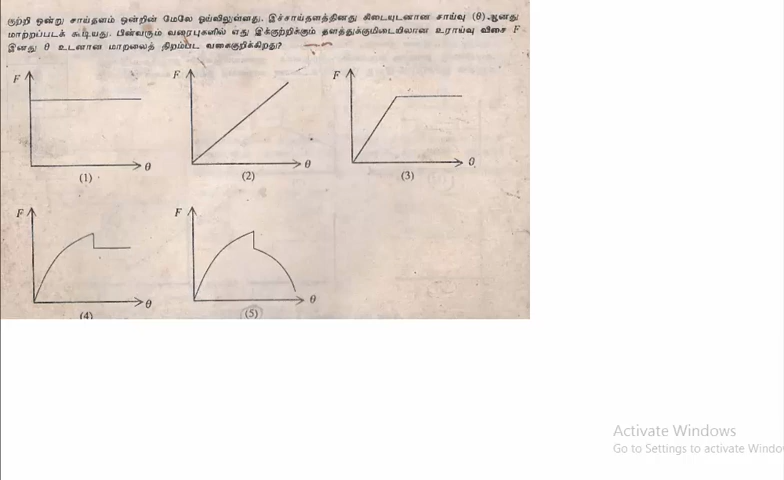 குற்றி ஒன்று சாய்தளம் ஒன்றின் மேலே ஓய்விலுள்ளது. இச்சாய்தளத்தினது கிடையுடனான சாய்வு (θ) ஆனது
மாற்றப்படக் கூடியது. பின்வரும் வரைபுகளில் எது இக்குற்றிக்கும் தளத்துக்குமிடையிலான உராய்வு விசை F
இனது θ உடனான மாறலைத் திறம்பட வகைகுறிக்கிறது?
F F F
θ θ θ
(1) (2) (3)
F F
θ θ
(4) (5)
Activate Windows
Go to Settings to activate Windo